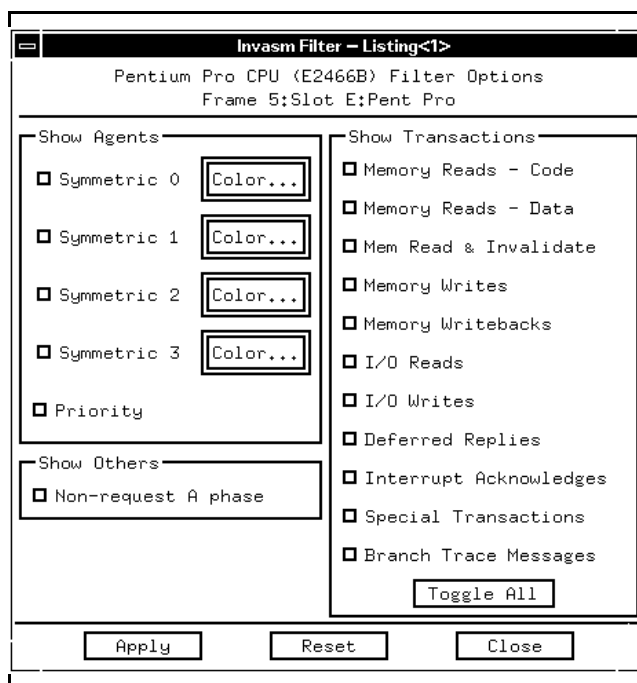 Invasm Filter – Listing<1>
Pentium Pro CPU (E2466B) Filter Options
Frame 5:Slot E:Pent Pro
Show Agents
Symmetric 0 Color...
Symmetric 1 Color...
Symmetric 2 Color...
Symmetric 3 Color...
Priority
Show Others
Non-request A phase
Show Transactions
Memory Reads - Code
Memory Reads - Data
Mem Read & Invalidate
Memory Writes
Memory Writebacks
I/O Reads
I/O Writes
Deferred Replies
Interrupt Acknowledges
Special Transactions
Branch Trace Messages
Toggle All
Apply Reset Close